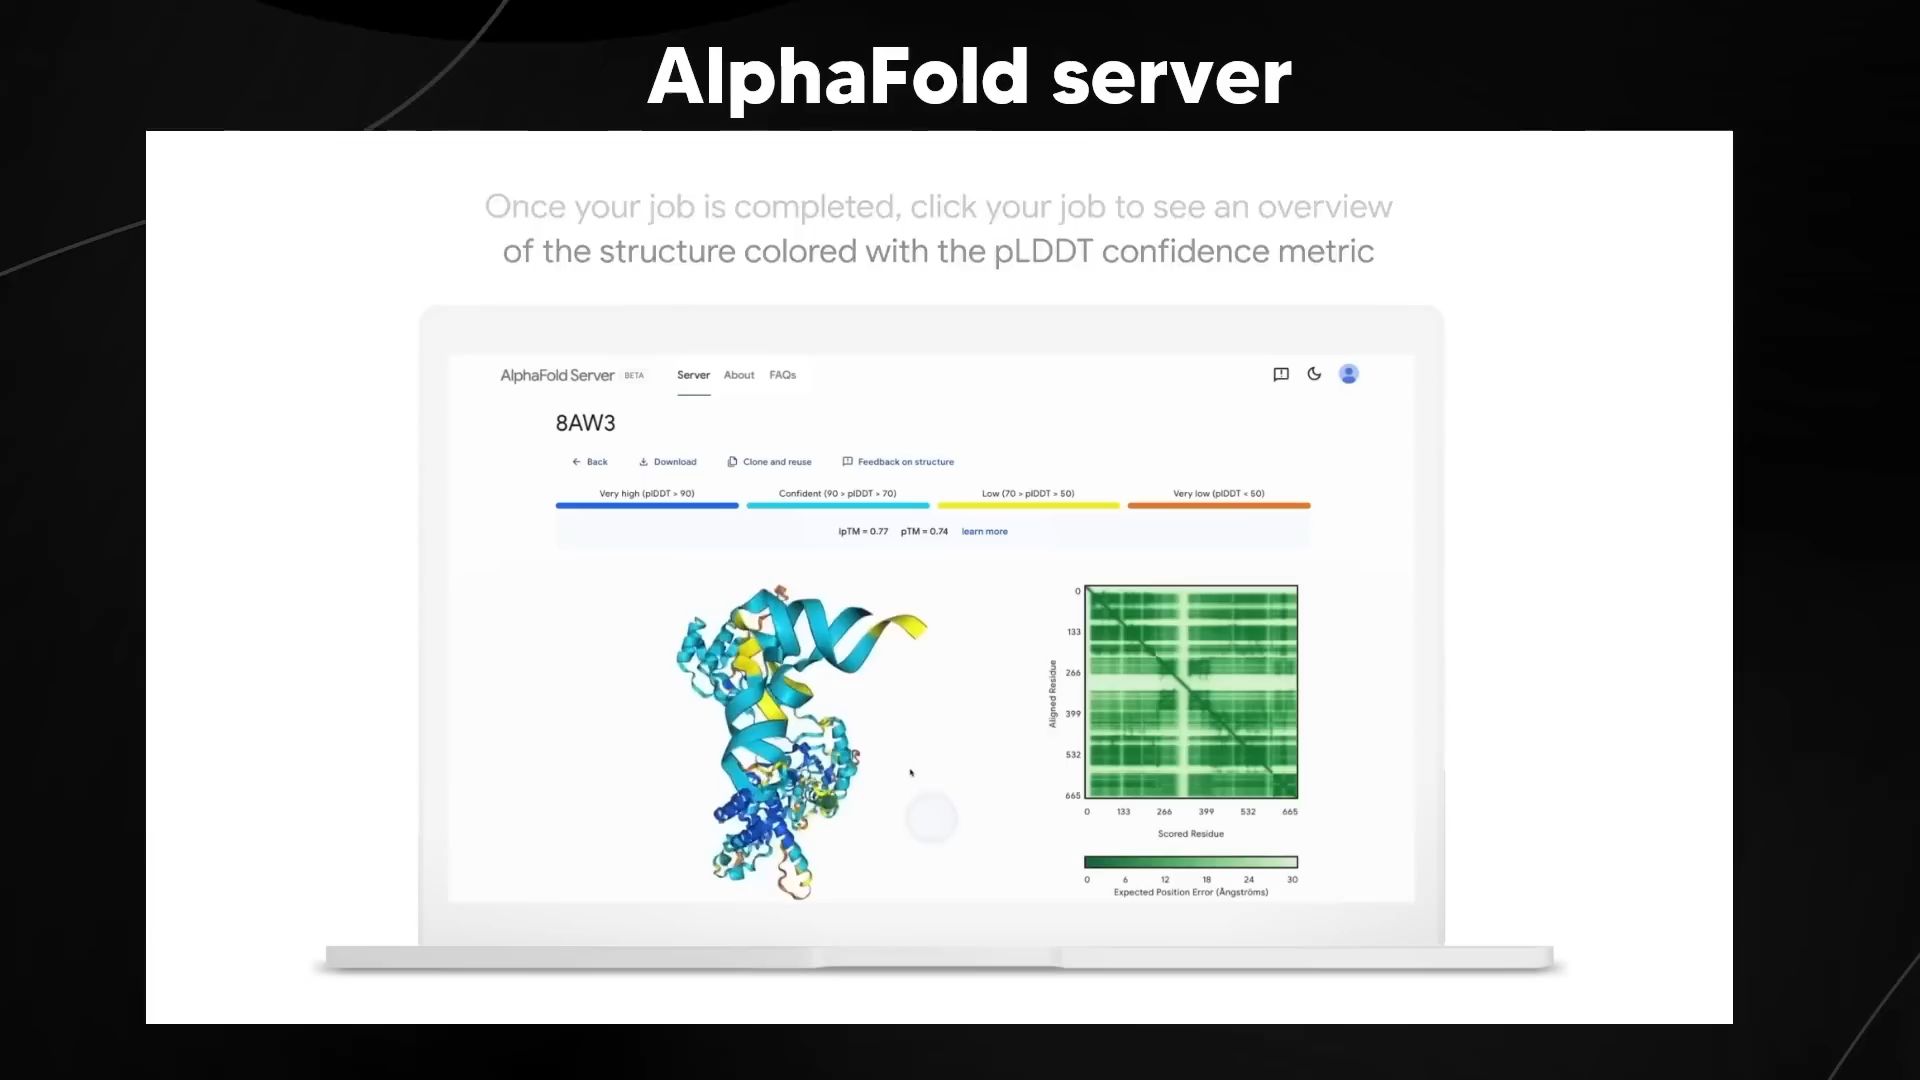 AlphaFold server
Once your job is completed, click your job to see an overview
of the structure colored with the pLDDT confidence metric
AlphaFold Server BETA Server About FAQs
8AW3
Back Download Clone and reuse Feedback on structure
Very high (plDDT > 90) Confident (90 > plDDT > 70) Low (70 > plDDT > 50) Very low (plDDT < 50)
ipTM = 0.77 pTM = 0.74 learn more
Aligned Residue
0
133
266
399
532
665
0 133 266 399 532 665
Scored Residue
0 6 12 18 24 30
Expected Position Error (Ångströms)